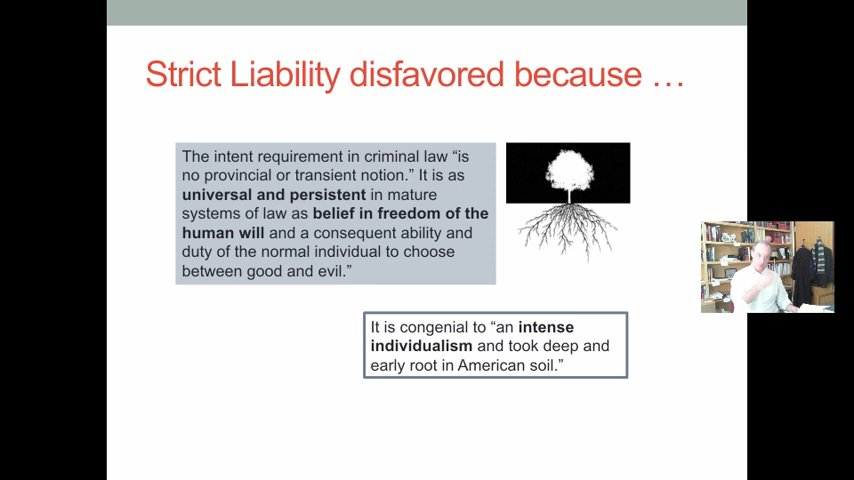 Strict Liability disfavored because …
The intent requirement in criminal law “is
no provincial or transient notion.” It is as
universal and persistent in mature
systems of law as belief in freedom of the
human will and a consequent ability and
duty of the normal individual to choose
between good and evil.”
It is congenial to “an intense
individualism and took deep and
early root in American soil.”